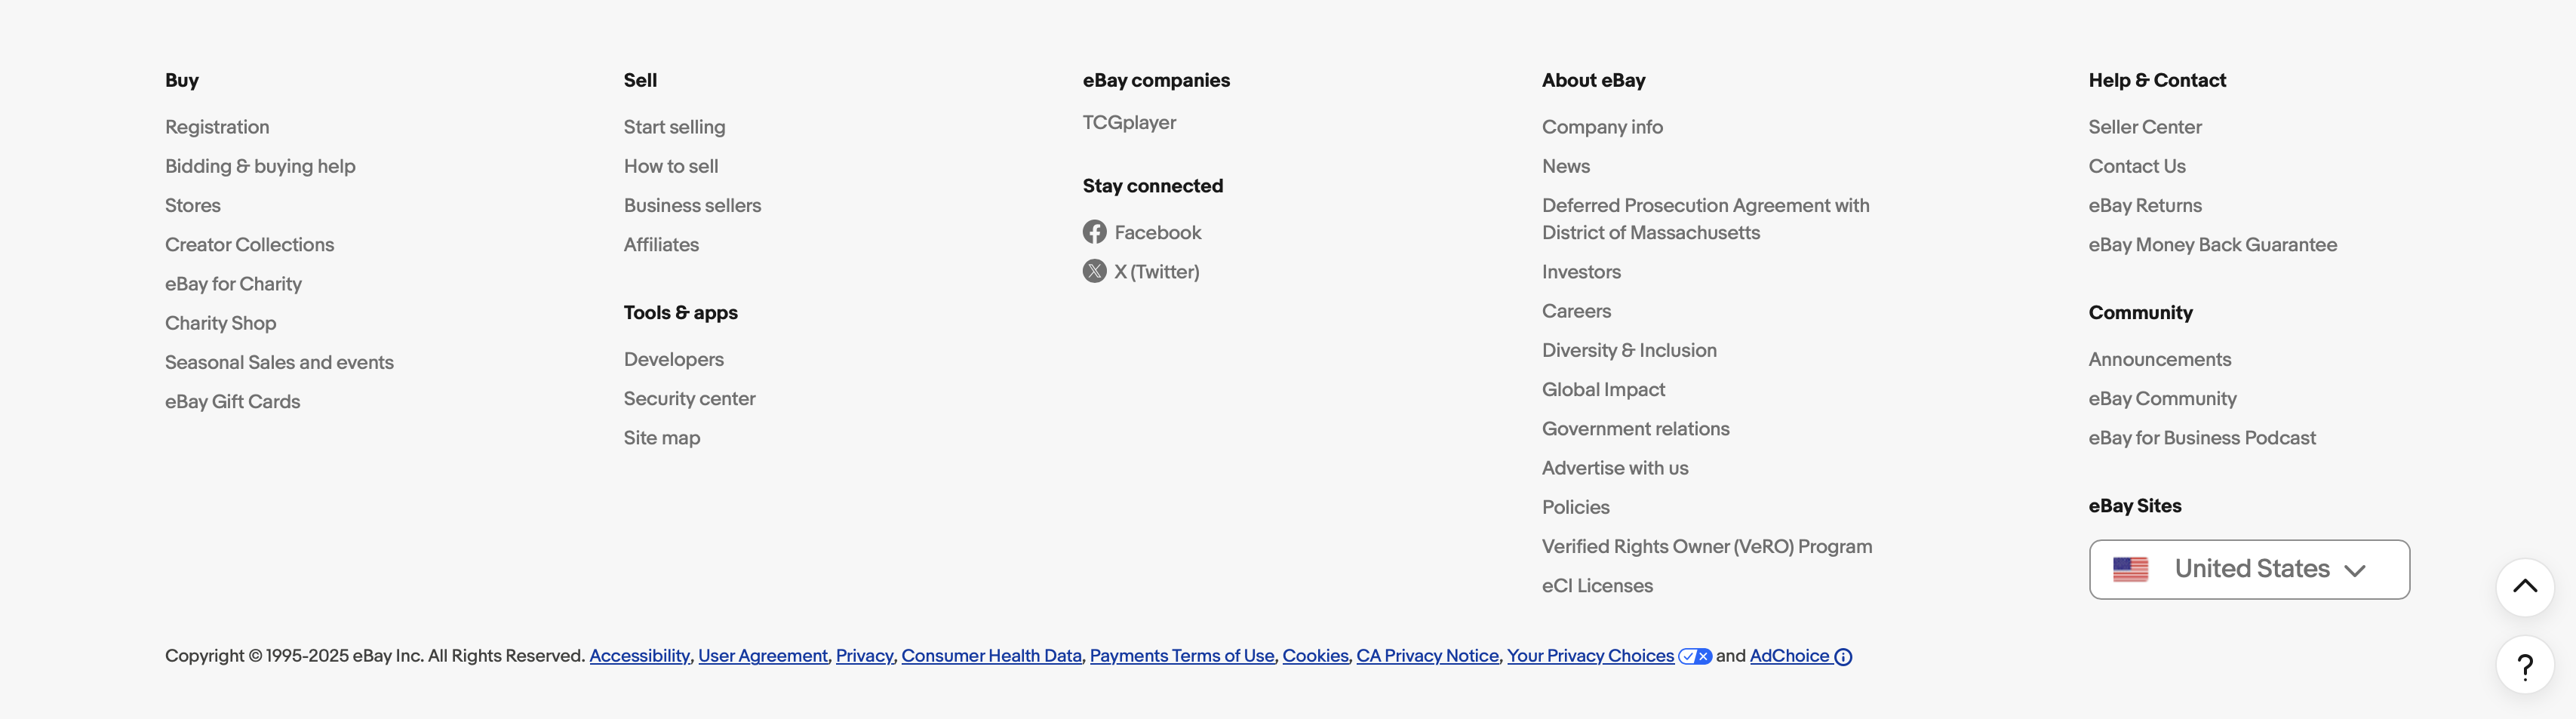 Buy
Registration
Bidding & buying help
Stores
Creator Collections
eBay for Charity
Charity Shop
Seasonal Sales and events
eBay Gift Cards
Sell
Start selling
How to sell
Business sellers
Affiliates
Tools & apps
Developers
Security center
Site map
eBay companies
TCGplayer
Stay connected
Facebook
X (Twitter)
About eBay
Company info
News
Deferred Prosecution Agreement with
District of Massachusetts
Investors
Careers
Diversity & Inclusion
Global Impact
Government relations
Advertise with us
Policies
Verified Rights Owner (VeRO) Program
eCI Licenses
Help & Contact
Seller Center
Contact Us
eBay Returns
eBay Money Back Guarantee
Community
Announcements
eBay Community
eBay for Business Podcast
eBay Sites
United States
Copyright © 1995-2025 eBay Inc. All Rights Reserved. Accessibility, User Agreement, Privacy, Consumer Health Data, Payments Terms of Use, Cookies, CA Privacy Notice, Your Privacy Choices and AdChoice
?